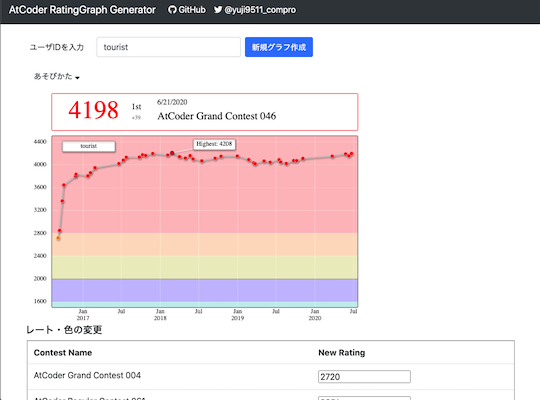 AtCoder RatingGraph Generator GitHub @yuji9511_compro
ユーザIDを入力 tourist 新規グラフ作成
あそびかた
4198 1st 6/21/2020
+39 AtCoder Grand Contest 046
4400
tourist
Highest: 4208
4000
3600
3200
2800
2400
2000
1600
Jan Jul Jan Jul Jan Jul Jan Jul
2017 2018 2019 2020
レート・色の変更
Contest Name New Rating
AtCoder Grand Contest 004 2720